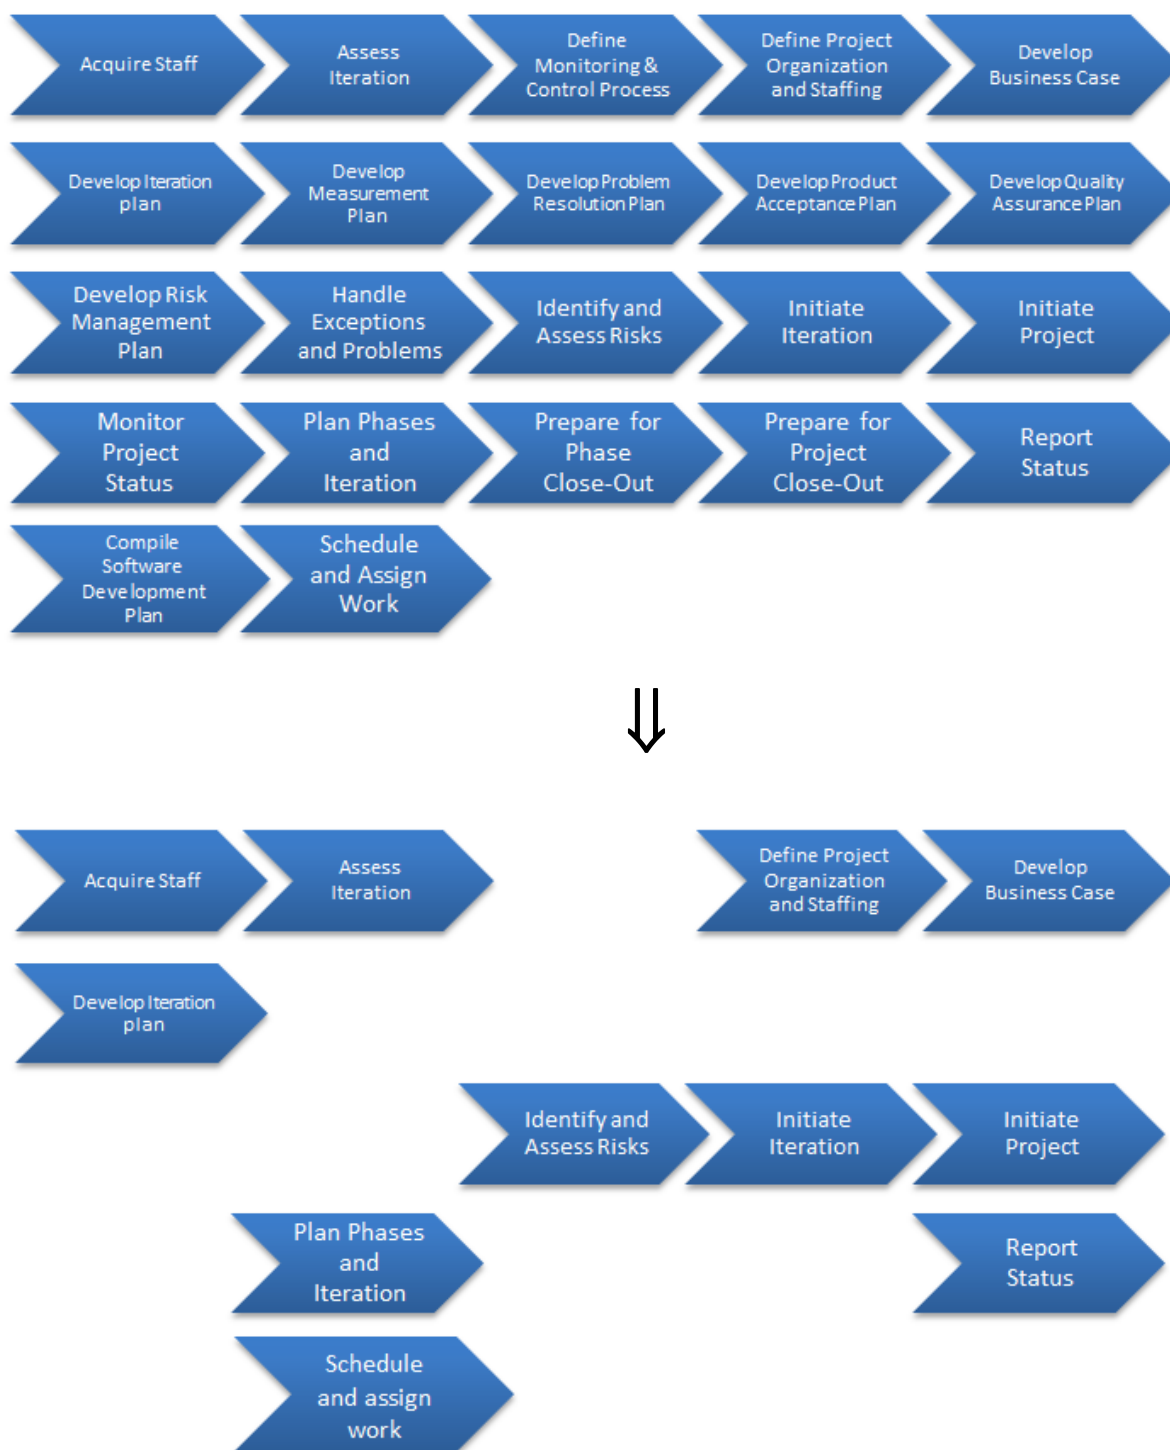 Acquire Staff
Assess
Iteration
Define
Monitoring &
Control Process
Define Project
Organization
and Staffing
Develop
Business Case
Develop Iteration
plan
Develop
Measurement
Plan
Develop Problem
Resolution Plan
Develop Product
Acceptance Plan
Develop Quality
Assurance Plan
Develop Risk
Management
Plan
Handle
Exceptions
and Problems
Identify and
Assess Risks
Initiate
Iteration
Initiate
Project
Monitor
Project
Status
Plan Phases
and
Iteration
Prepare for
Phase
Close-Out
Prepare for
Project
Close-Out
Report
Status
Compile
Software
Development
Plan
Schedule
and Assign
Work
Acquire Staff
Assess
Iteration
Define Project
Organization
and Staffing
Develop
Business Case
Develop Iteration
plan
Identify and
Assess Risks
Initiate
Iteration
Initiate
Project
Plan Phases
and
Iteration
Report
Status
Schedule
and assign
work